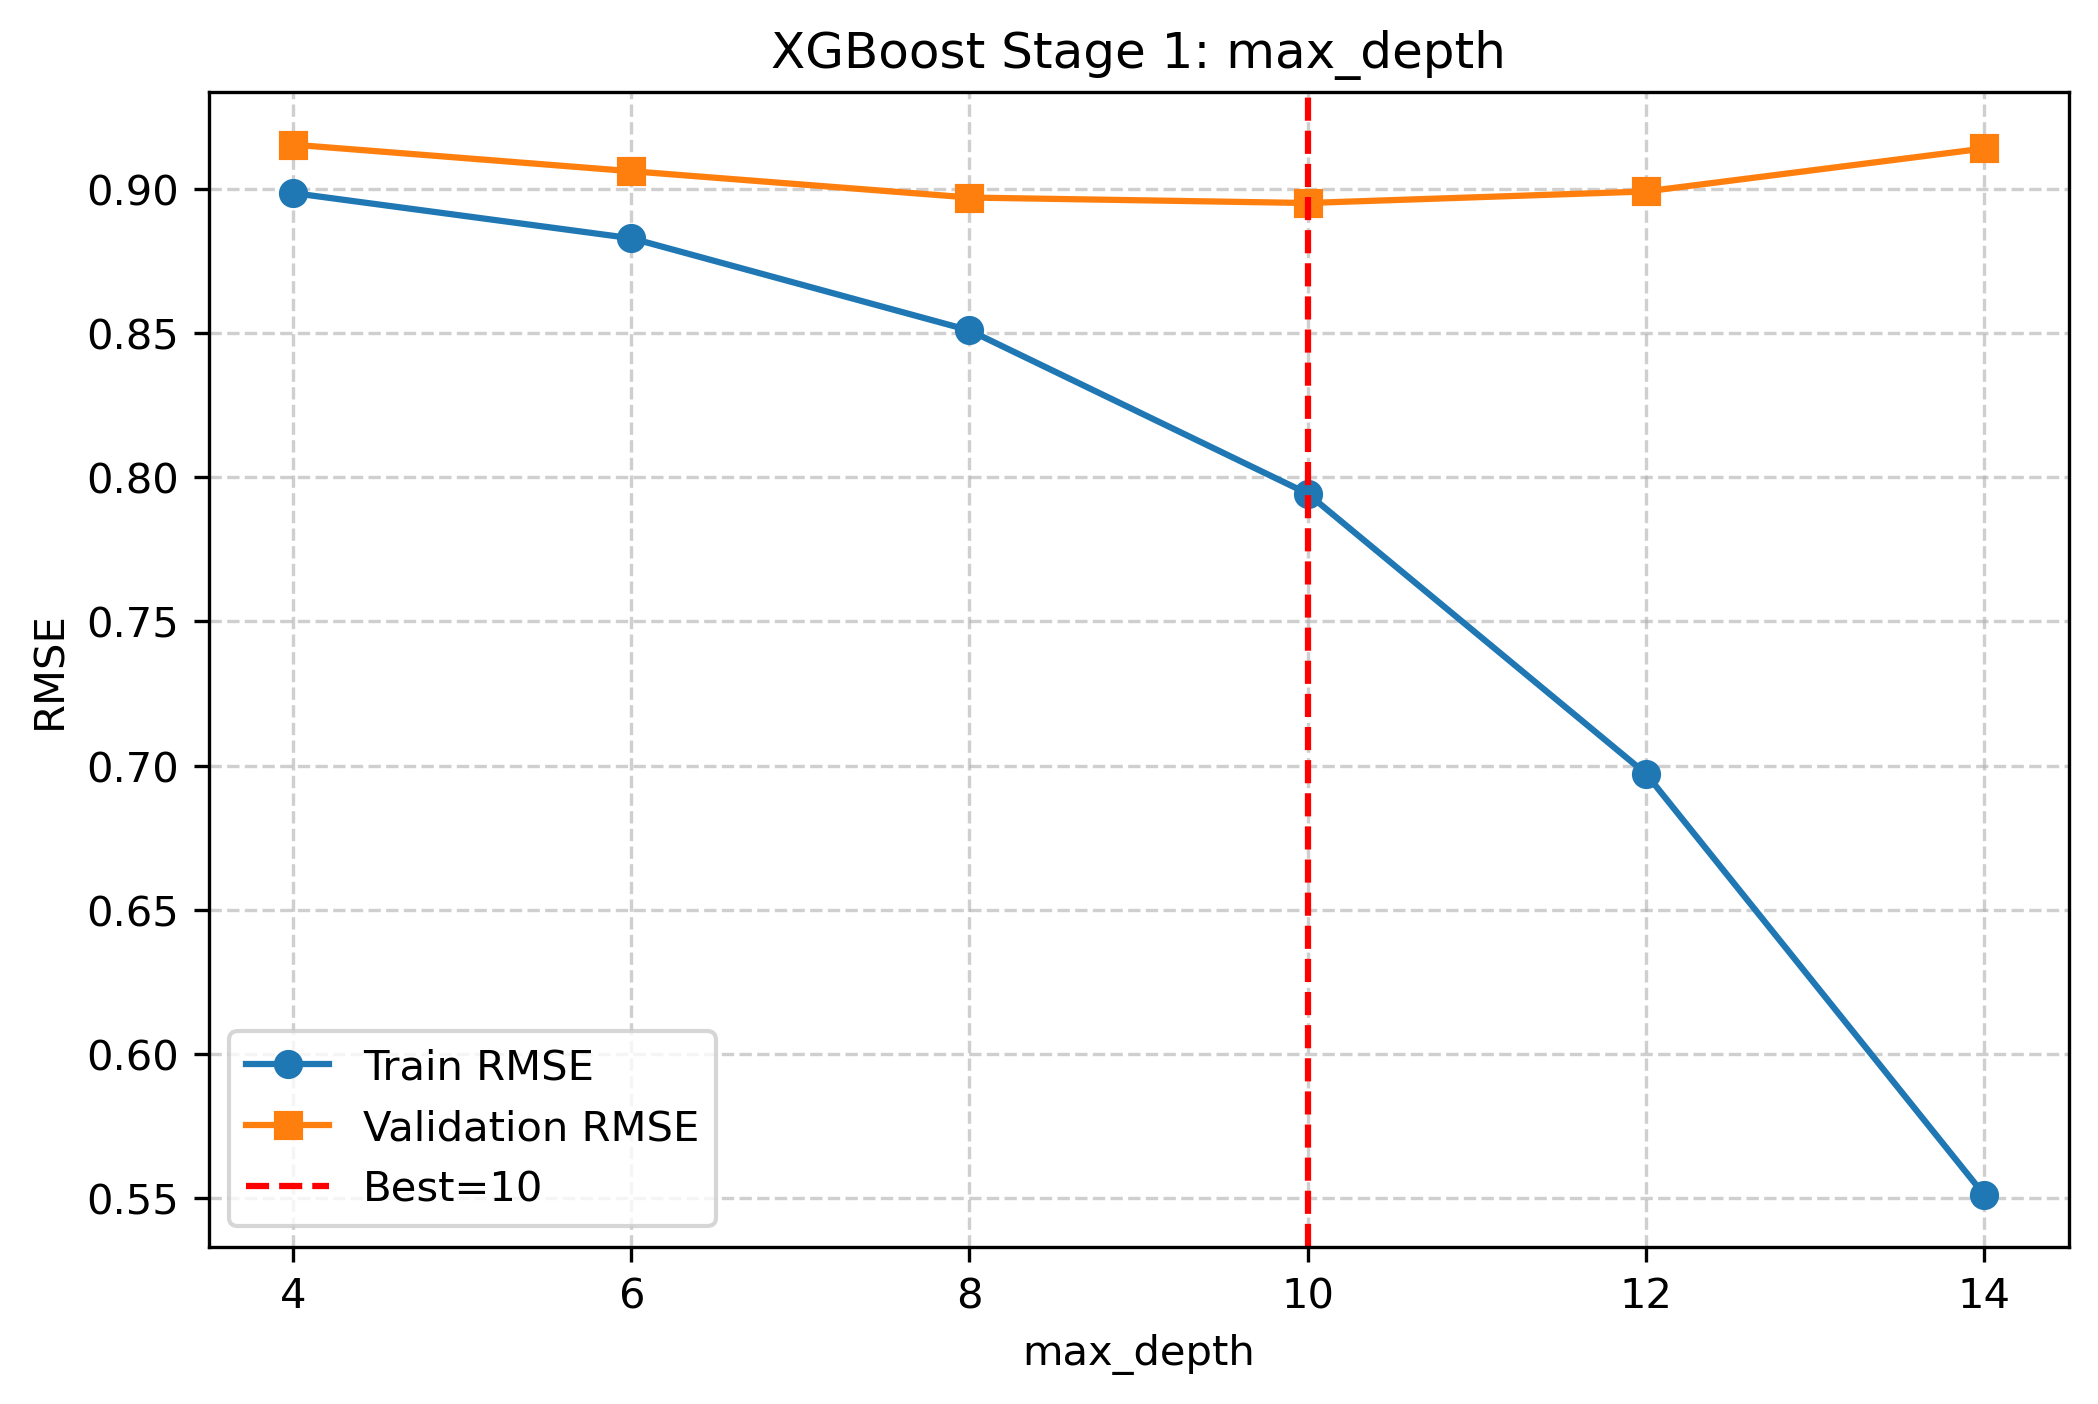 XGBoost Stage 1: max_depth
RMSE
0.90
0.85
0.80
0.75
0.70
0.65
0.60
0.55
Train RMSE
Validation RMSE
Best=10
4 6 8 10 12 14
max_depth